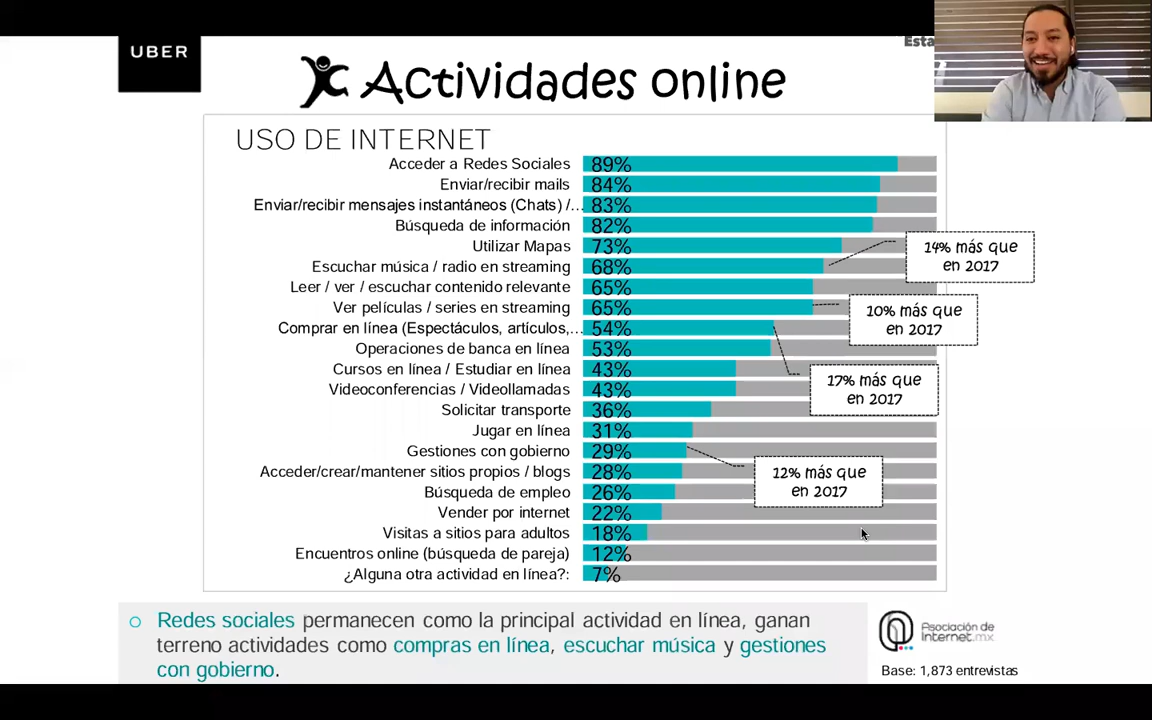 UBER
Esta
Actividades online
USO DE INTERNET
Acceder a Redes Sociales 89%
Enviar/recibir mails 84%
Enviar/recibir mensajes instantáneos (Chats) /... 83%
Búsqueda de información 82%
Utilizar Mapas 73%
Escuchar música / radio en streaming 68%
14% más que
en 2017
Leer / ver / escuchar contenido relevante 65%
Ver películas / series en streaming 65%
10% más que
en 2017
Comprar en línea (Espectáculos, artículos,... 54%
Operaciones de banca en línea 53%
Cursos en línea / Estudiar en línea 43%
17% más que
en 2017
Videoconferencias / Videollamadas 43%
Solicitar transporte 36%
Jugar en línea 31%
Gestiones con gobierno 29%
12% más que
en 2017
Acceder/crear/mantener sitios propios / blogs 28%
Búsqueda de empleo 26%
Vender por internet 22%
Visitas a sitios para adultos 18%
Encuentros online (búsqueda de pareja) 12%
¿Alguna otra actividad en línea?: 7%
Redes sociales permanecen como la principal actividad en línea, ganan
terreno actividades como compras en línea, escuchar música y gestiones
con gobierno.
Asociación de
Internet.mx
Base: 1,873 entrevistas